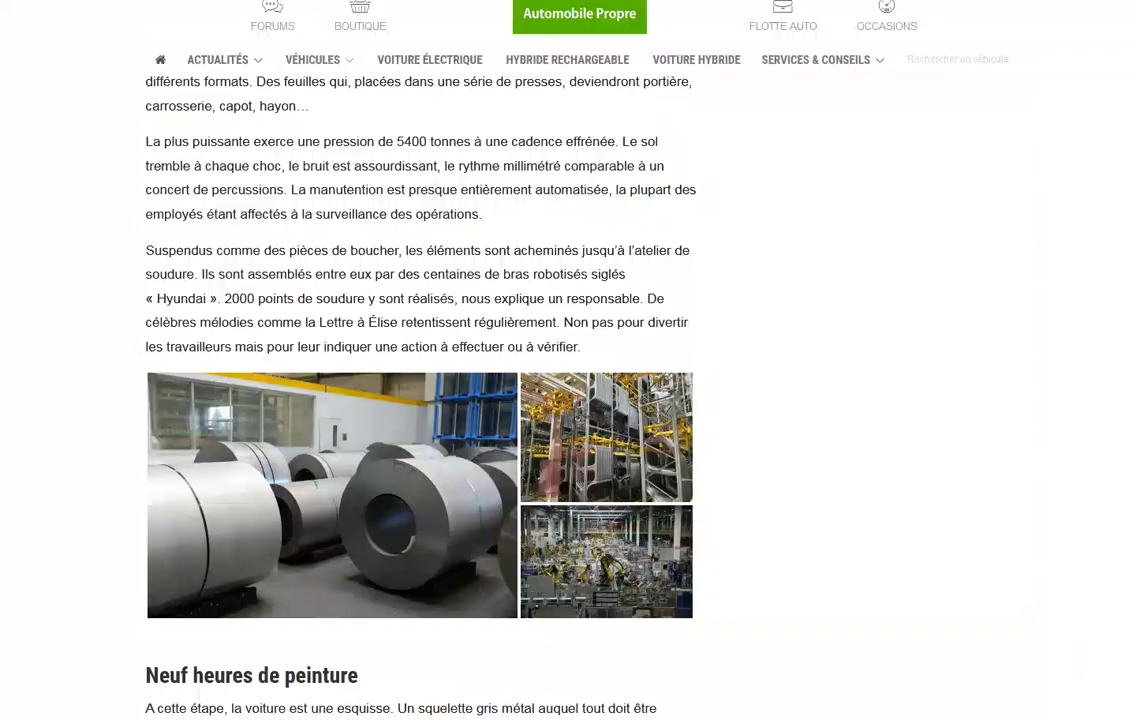 FORUMS
BOUTIQUE
Automobile Propre
FLOTTE AUTO
OCCASIONS
ACTUALITÉS
VÉHICULES
VOITURE ÉLECTRIQUE
HYBRIDE RECHARGEABLE
VOITURE HYBRIDE
SERVICES & CONSEILS
Rechercher un véhicule
différents formats. Des feuilles qui, placées dans une série de presses, deviendront portière,
carrosserie, capot, hayon…
La plus puissante exerce une pression de 5400 tonnes à une cadence effrénée. Le sol
tremble à chaque choc, le bruit est assourdissant, le rythme millimétré comparable à un
concert de percussions. La manutention est presque entièrement automatisée, la plupart des
employés étant affectés à la surveillance des opérations.
Suspendus comme des pièces de boucher, les éléments sont acheminés jusqu’à l’atelier de
soudure. Ils sont assemblés entre eux par des centaines de bras robotisés siglés
« Hyundai ». 2000 points de soudure y sont réalisés, nous explique un responsable. De
célèbres mélodies comme la Lettre à Élise retentissent régulièrement. Non pas pour divertir
les travailleurs mais pour leur indiquer une action à effectuer ou à vérifier.
Neuf heures de peinture
A cette étape, la voiture est une esquisse. Un squelette gris métal auquel tout doit être